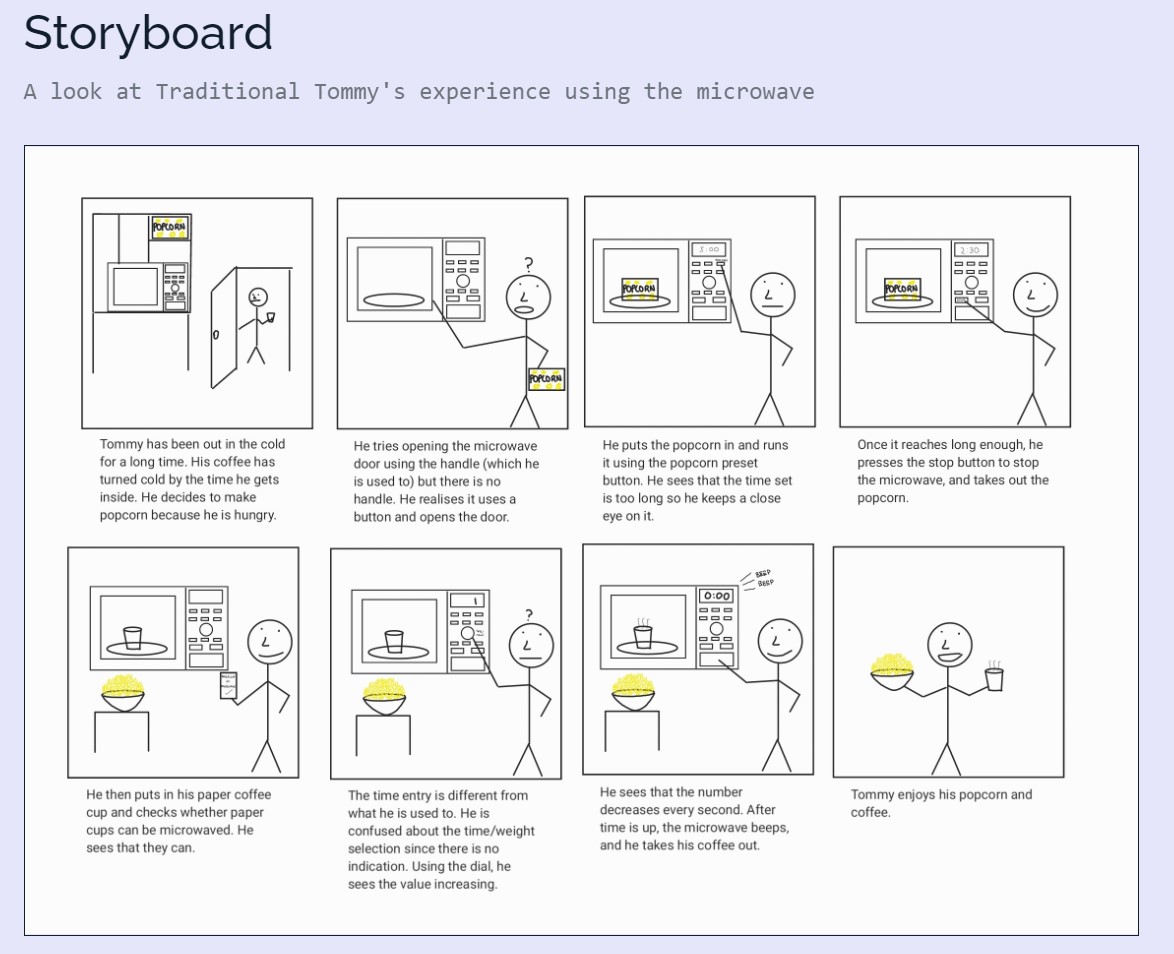 Storyboard
A look at Traditional Tommy's experience using the microwave
POPCORN
?
POPCORN
3:00
POPCORN
2:30
POPCORN
Tommy has been out in the cold
for a long time. His coffee has
turned cold by the time he gets
inside. He decides to make
popcorn because he is hungry.
He tries opening the microwave
door using the handle (which he
is used to) but there is no
handle. He realises it uses a
button and opens the door.
He puts the popcorn in and runs
it using the popcorn preset
button. He sees that the time set
is too long so he keeps a close
eye on it.
Once it reaches long enough, he
presses the stop button to stop
the microwave, and takes out the
popcorn.
1
?
0:00
BEEP
BEEP
He then puts in his paper coffee
cup and checks whether paper
cups can be microwaved. He
sees that they can.
The time entry is different from
what he is used to. He is
confused about the time/weight
selection since there is no
indication. Using the dial, he
sees the value increasing.
He sees that the number
decreases every second. After
time is up, the microwave beeps,
and he takes his coffee out.
Tommy enjoys his popcorn and
coffee.